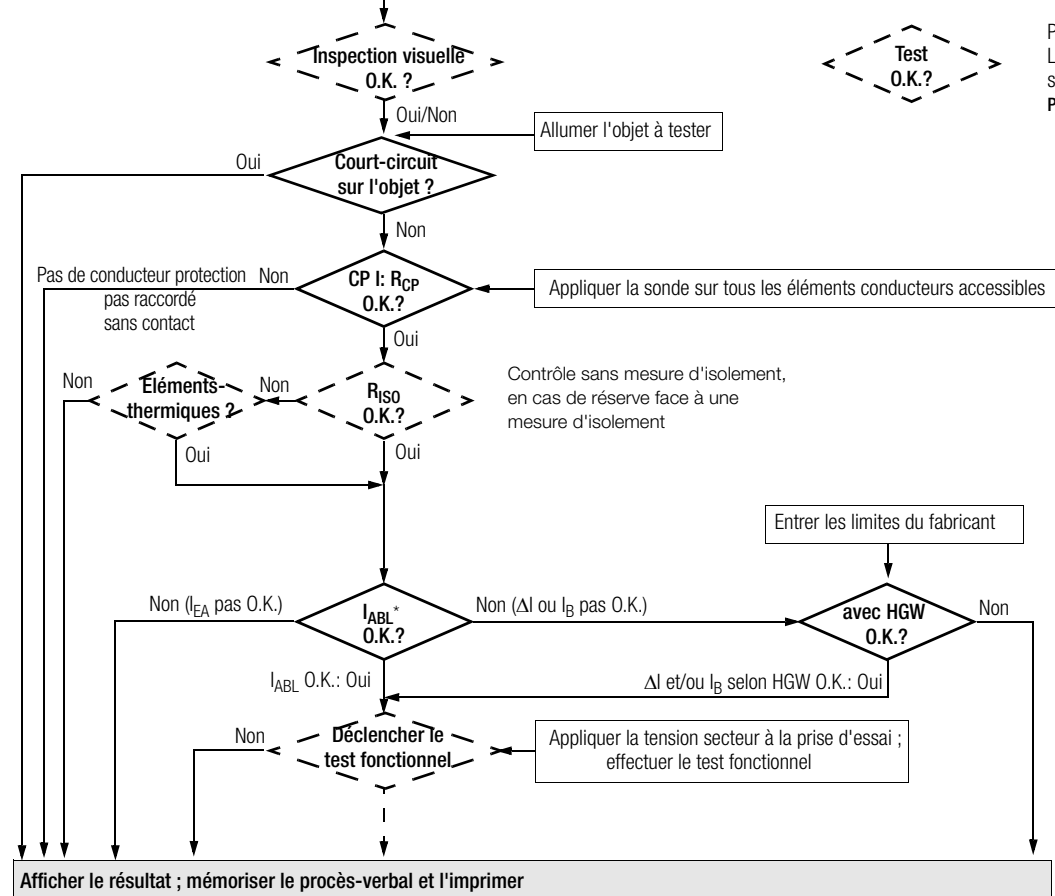 Inspection visuelle
O.K. ?
Test
O.K.?
Oui/Non
Allumer l'objet à tester
Oui
Court-circuit
sur l'objet ?
Non
Pas de conducteur protection
pas raccordé
sans contact
Non
CP I: RCP
O.K.?
Appliquer la sonde sur tous les éléments conducteurs accessibles
Oui
Non
Eléments-
thermiques ?
Non
RISO
O.K.?
Contrôle sans mesure d'isolement,
en cas de réserve face à une
mesure d'isolement
Oui
Oui
Entrer les limites du fabricant
Non (IEA pas O.K.)
IABL*
O.K.?
Non (ΔI ou IB pas O.K.)
avec HGW
O.K.?
Non
IABL O.K.: Oui
ΔI et/ou IB selon HGW O.K.: Oui
Non
Déclencher le
test fonctionnel
Appliquer la tension secteur à la prise d'essai ;
effectuer le test fonctionnel
Afficher le résultat ; mémoriser le procès-verbal et l'imprimer